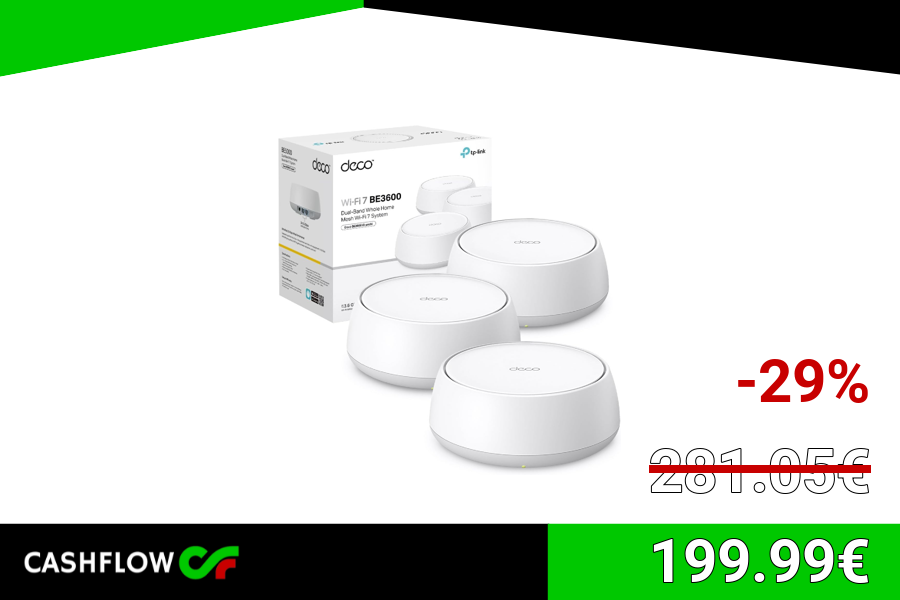 deco
tp-link
deco
Wi-Fi 7 BE3600
Dual-Band Whole Home
Mesh Wi-Fi 7 System
deco
deco
deco
-29%
281.05€
CASHFLOW
199.99€